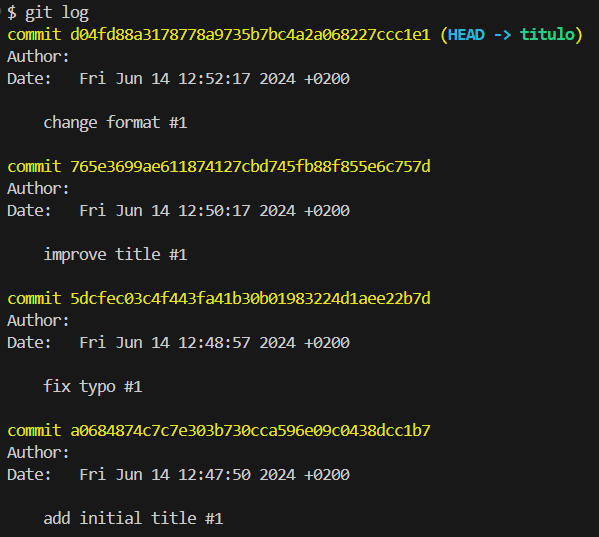 $ git log
commit d04fd88a3178778a9735b7bc4a2a068227ccc1e1 (HEAD -> titulo)
Author:
Date:   Fri Jun 14 12:52:17 2024 +0200
change format #1
commit 765e3699ae611874127cbd745fb88f855e6c757d
Author:
Date:   Fri Jun 14 12:50:17 2024 +0200
improve title #1
commit 5dcfec03c4f443fa41b30b01983224d1aee22b7d
Author:
Date:   Fri Jun 14 12:48:57 2024 +0200
fix typo #1
commit a0684874c7c7e303b730cca596e09c0438dcc1b7
Author:
Date:   Fri Jun 14 12:47:50 2024 +0200
add initial title #1